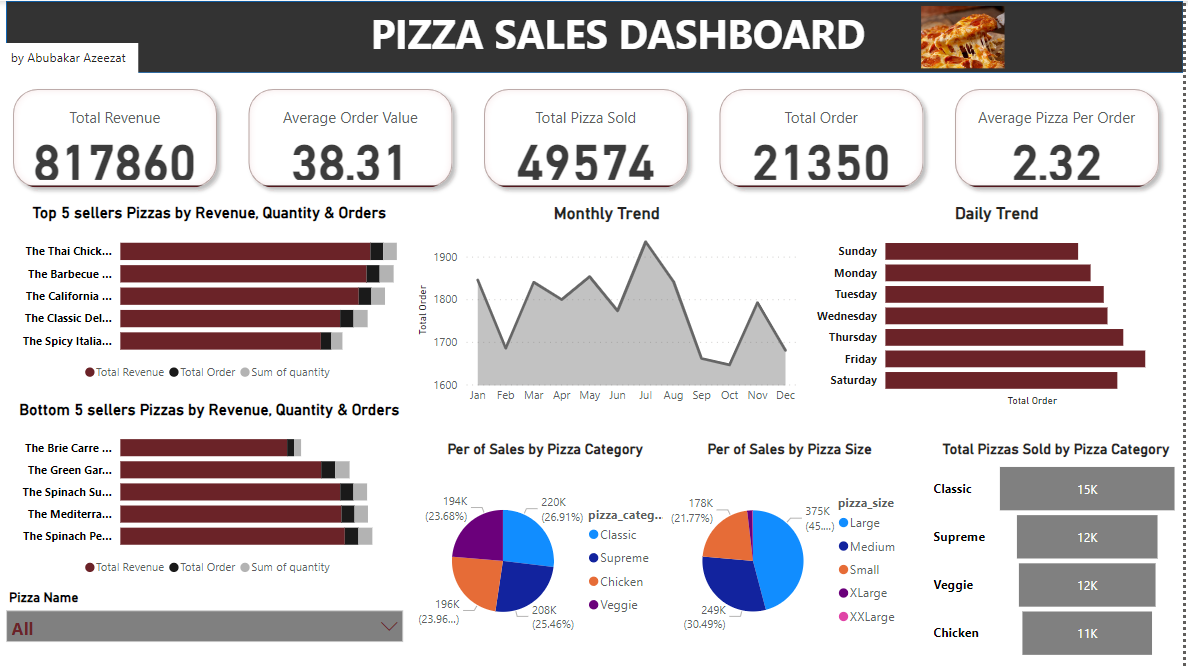 PIZZA SALES DASHBOARD
by Abubakar Azeezat
Total Revenue
817860
Average Order Value
38.31
Total Pizza Sold
49574
Total Order
21350
Average Pizza Per Order
2.32
Top 5 sellers Pizzas by Revenue, Quantity & Orders
The Thai Chick...
The Barbecue ...
The California ...
The Classic Del...
The Spicy Italia...
Total Revenue Total Order Sum of quantity
Monthly Trend
Total Order
1900
1800
1700
1600
Jan Feb Mar Apr May Jun Jul Aug Sep Oct Nov Dec
Daily Trend
Sunday
Monday
Tuesday
Wednesday
Thursday
Friday
Saturday
Total Order
Bottom 5 sellers Pizzas by Revenue, Quantity & Orders
The Brie Carre ...
The Green Gar...
The Spinach Su...
The Mediterra...
The Spinach Pe...
Total Revenue Total Order Sum of quantity
Pizza Name
All
Per of Sales by Pizza Category
194K
(23.68%)
220K
(26.91%)
196K
(23.96...)
208K
(25.46%)
pizza_categ..
Classic
Supreme
Chicken
Veggie
Per of Sales by Pizza Size
178K
(21.77%)
375K
(45....)
249K
(30.49%)
pizza_size
Large
Medium
Small
XLarge
XXLarge
Total Pizzas Sold by Pizza Category
Classic 15K
Supreme 12K
Veggie 12K
Chicken 11K